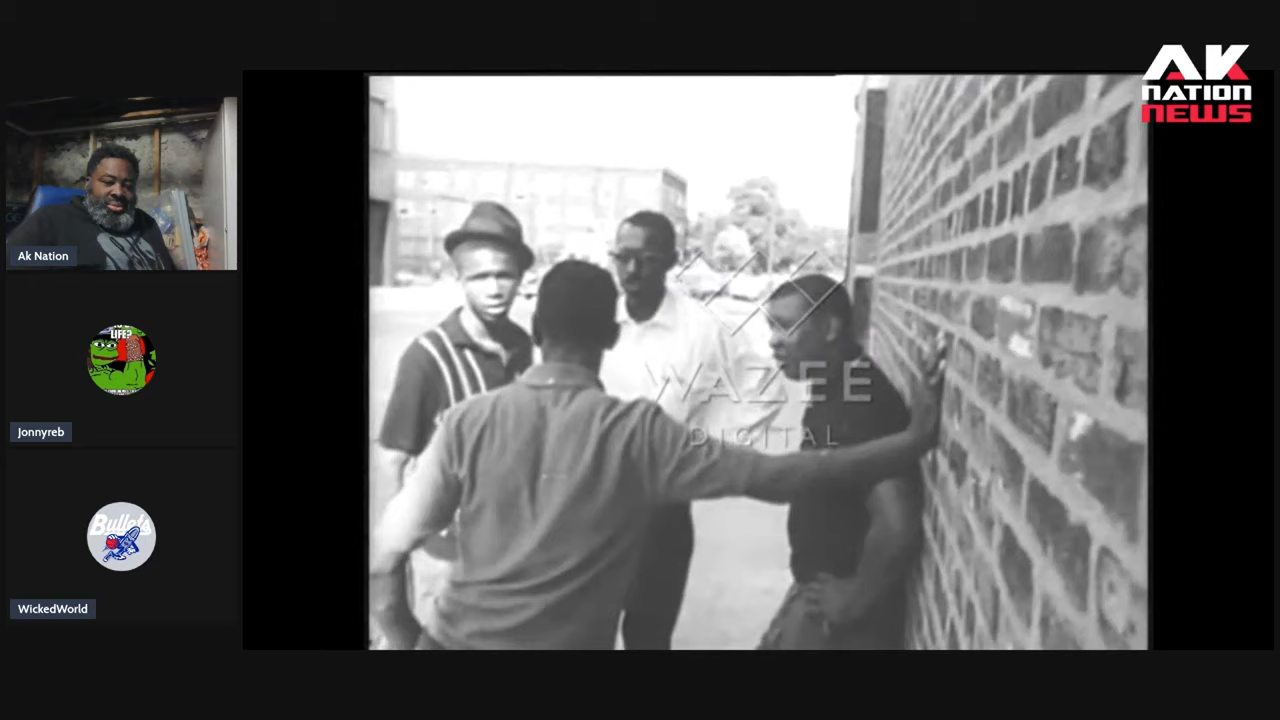 AK
NATION
NEWS
Ak Nation
LIFE?
Jonnyreb
Bullets
WickedWorld
WAZEE
DIGITAL